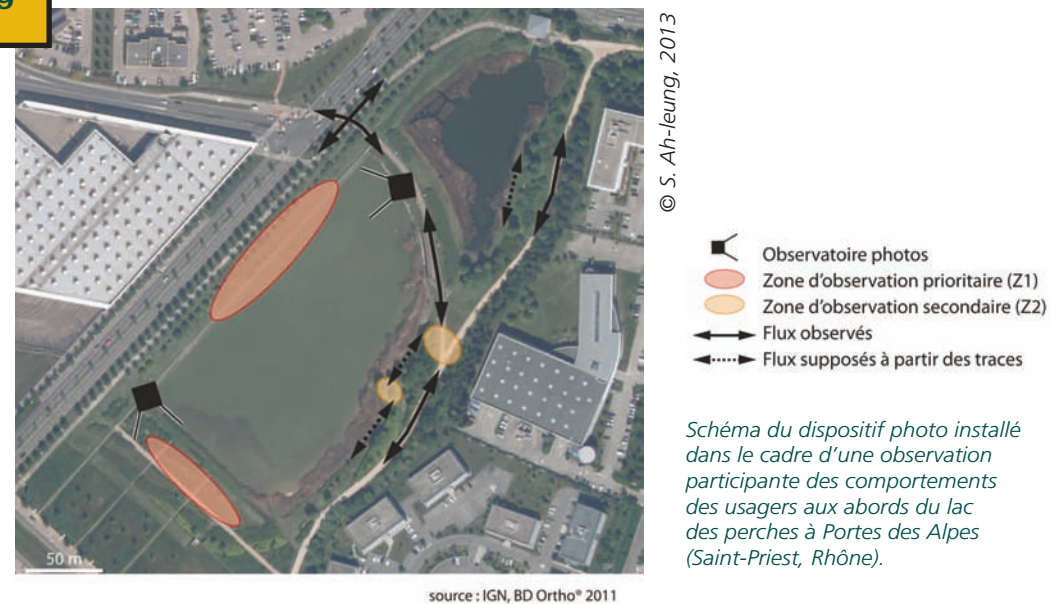 9
© S. Ah-leung, 2013
Observatoire photos
Zone d'observation prioritaire (Z1)
Zone d'observation secondaire (Z2)
Flux observés
Flux supposés à partir des traces
Schéma du dispositif photo installé
dans le cadre d'une observation
participante des comportements
des usagers aux abords du lac
des perches à Portes des Alpes
(Saint-Priest, Rhône).
50 m
source : IGN, BD Ortho® 2011